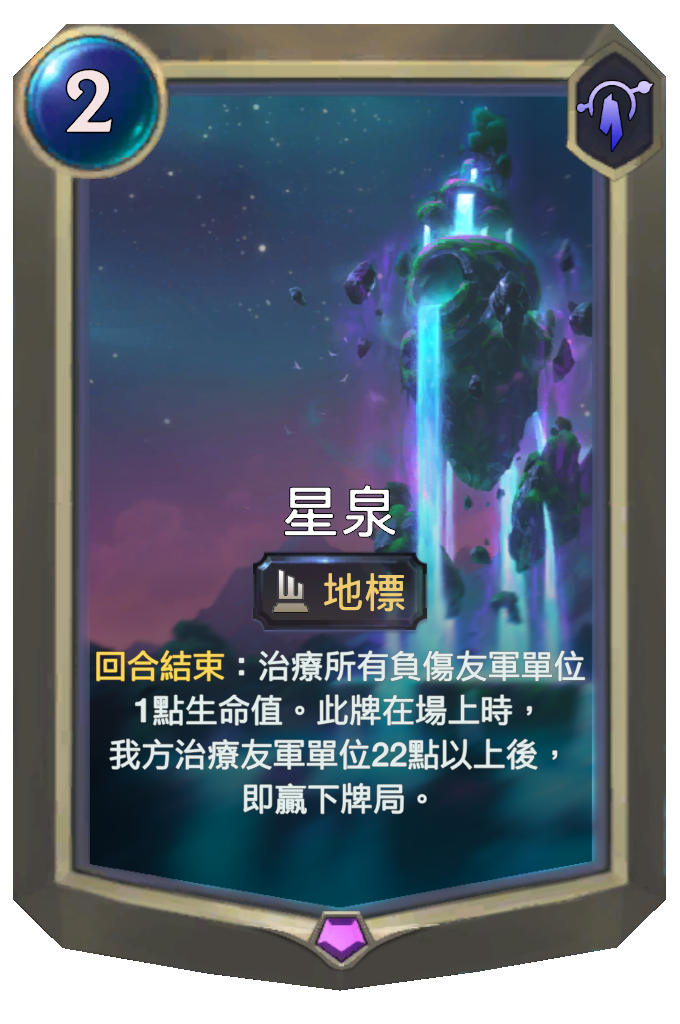 2
星泉
地標
回合結束：治療所有負傷友軍單位
1點生命值。此牌在場上時，
我方治療友軍單位22點以上後，
即贏下牌局。